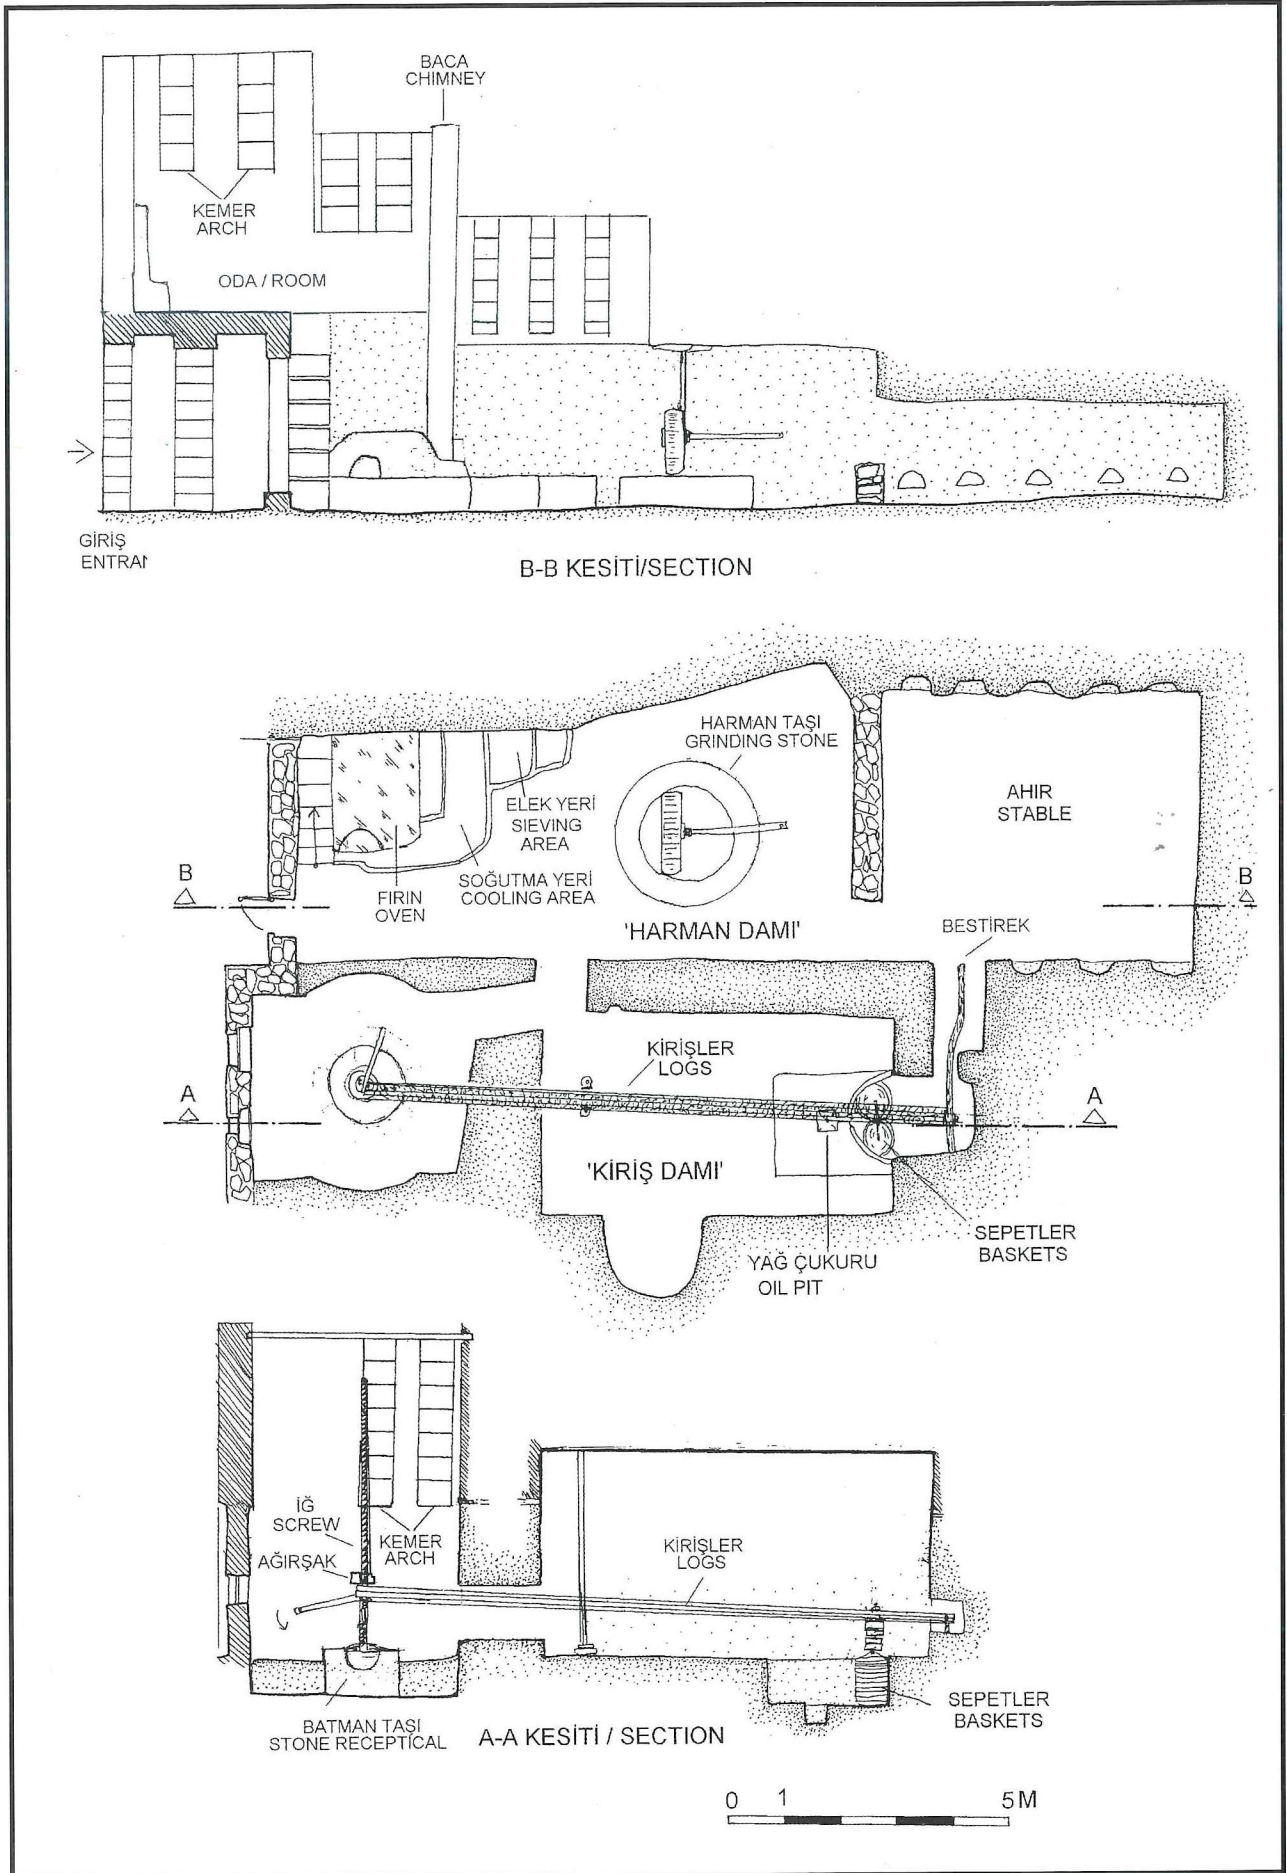 BACA
CHIMNEY
KEMER
ARCH
ODA / ROOM
GİRİŞ
ENTRAN
B-B KESİTİ/SECTION
HARMAN TAŞI
GRINDING STONE
AHIR
STABLE
ELEK YERİ
SIEVING
AREA
SOĞUTMA YERİ
COOLING AREA
FIRIN
OVEN
B
B
'HARMAN DAMI'
BESTİREK
KİRİŞLER
LOGS
A
A
'KİRİŞ DAMI'
SEPETLER
BASKETS
YAĞ ÇUKURU
OIL PIT
İĞ
SCREW
AĞIRŞAK
KEMER
ARCH
KİRİŞLER
LOGS
SEPETLER
BASKETS
BATMAN TAŞI
STONE RECEPTICAL
A-A KESİTİ / SECTION
0 1 5M